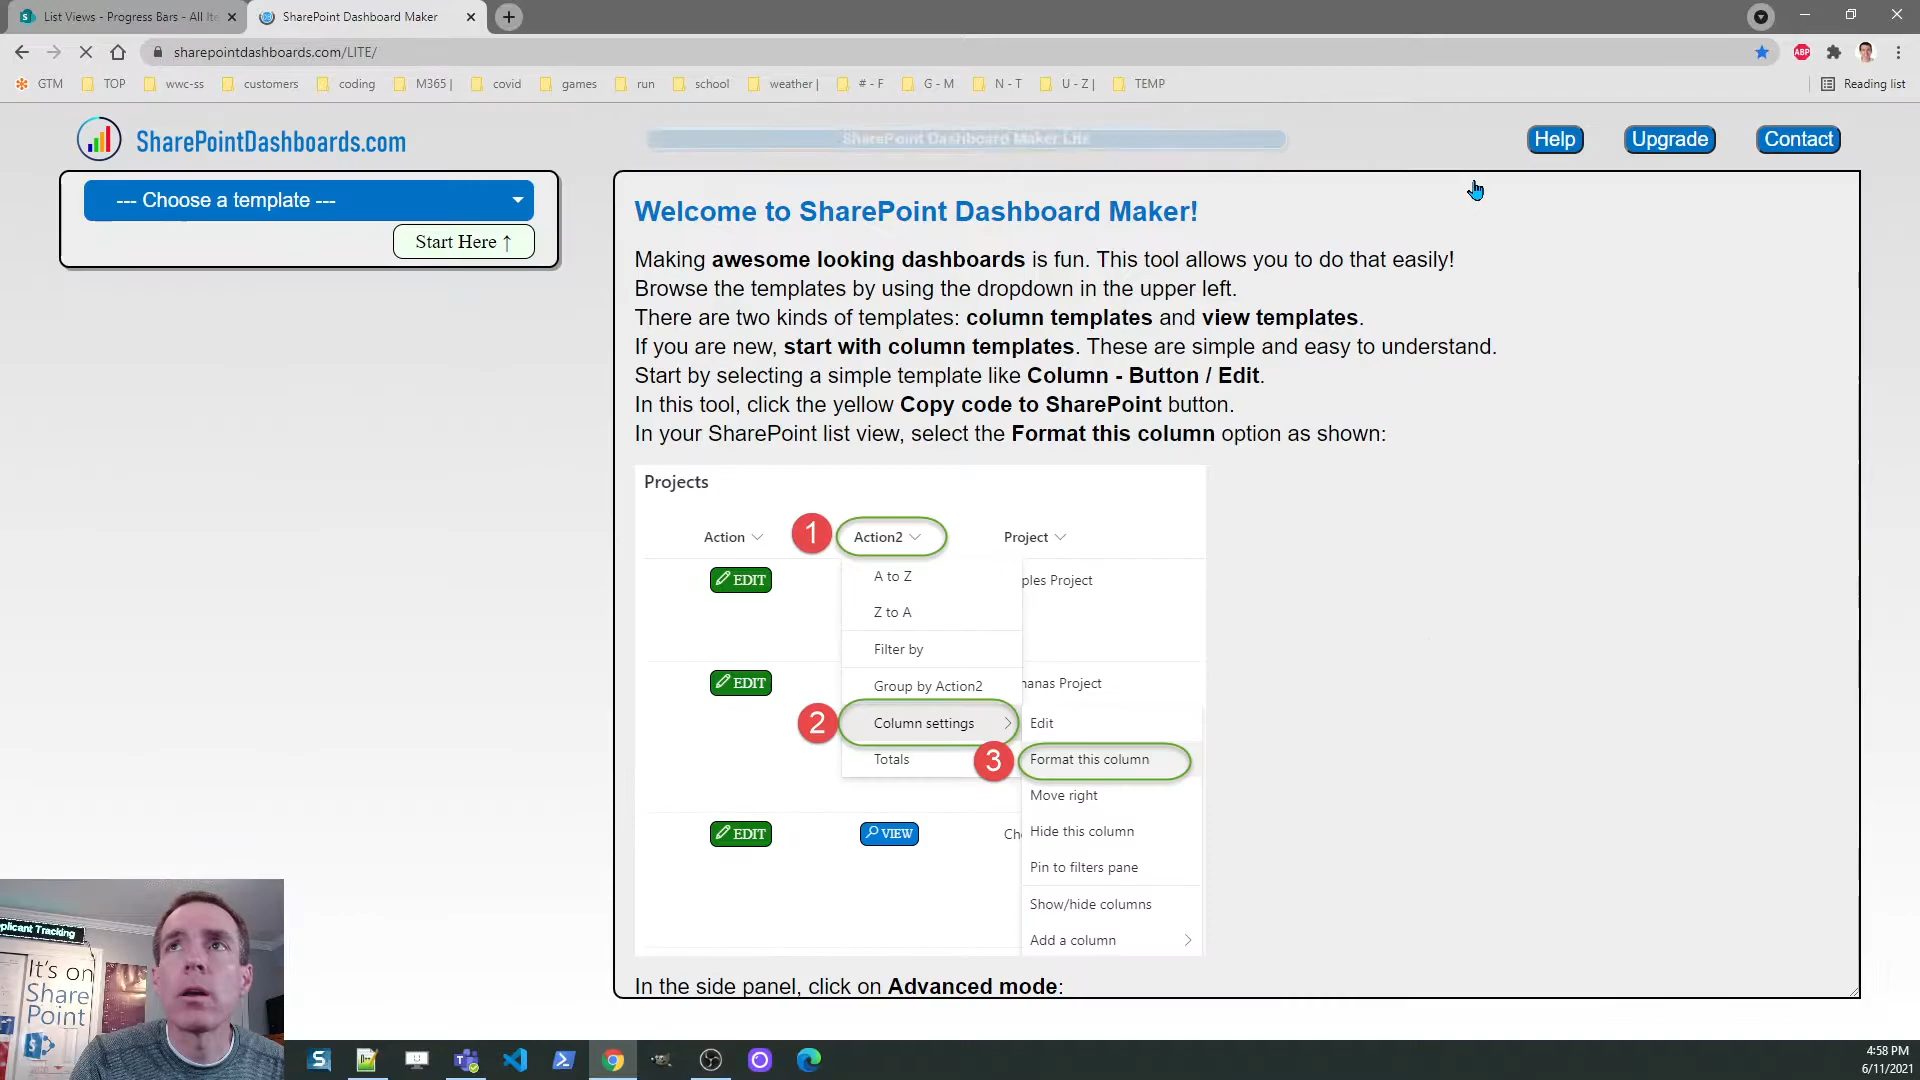 List Views - Progress Bars - All Ite
SharePoint Dashboard Maker
sharepointdashboards.com/LITE/
ABP
GTM
TOP
wwc-ss
customers
coding
M365 |
covid
games
run
school
weather |
# - F
G - M
N - T
U - Z |
TEMP
Reading list
SharePointDashboards.com
SharePoint Dashboard Maker Lite
Help
Upgrade
Contact
--- Choose a template ---
Start Here ↑
Welcome to SharePoint Dashboard Maker!
Making awesome looking dashboards is fun. This tool allows you to do that easily!
Browse the templates by using the dropdown in the upper left.
There are two kinds of templates: column templates and view templates.
If you are new, start with column templates. These are simple and easy to understand.
Start by selecting a simple template like Column - Button / Edit.
In this tool, click the yellow Copy code to SharePoint button.
In your SharePoint list view, select the Format this column option as shown:
Projects
Action
1
Action2
Project
EDIT
A to Z
ples Project
Z to A
Filter by
EDIT
Group by Action2
nanas Project
2
Column settings
Edit
Totals
3
Format this column
Move right
EDIT
VIEW
Ch
Hide this column
Pin to filters pane
Show/hide columns
Add a column
In the side panel, click on Advanced mode:
plicant Tracking
It's on
Share
Point
S
4:58 PM
6/11/2021